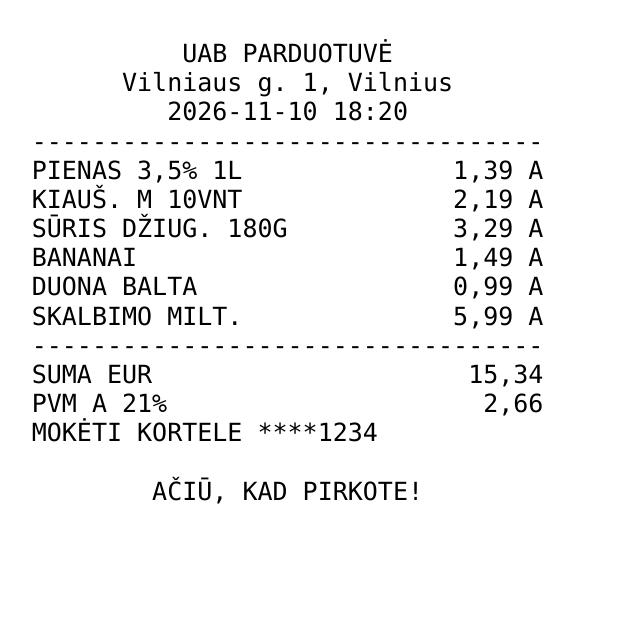 UAB PARDUOTUVĖ
Vilniaus g. 1, Vilnius
2026-11-10 18:20
----------------------------------
PIENAS 3,5% 1L 1,39 A
KIAUŠ. M 10VNT 2,19 A
SŪRIS DŽIUG. 180G 3,29 A
BANANAI 1,49 A
DUONA BALTA 0,99 A
SKALBIMO MILT. 5,99 A
----------------------------------
SUMA EUR 15,34
PVM A 21% 2,66
MOKĖTI KORTELE ****1234
AČIŪ, KAD PIRKOTE!